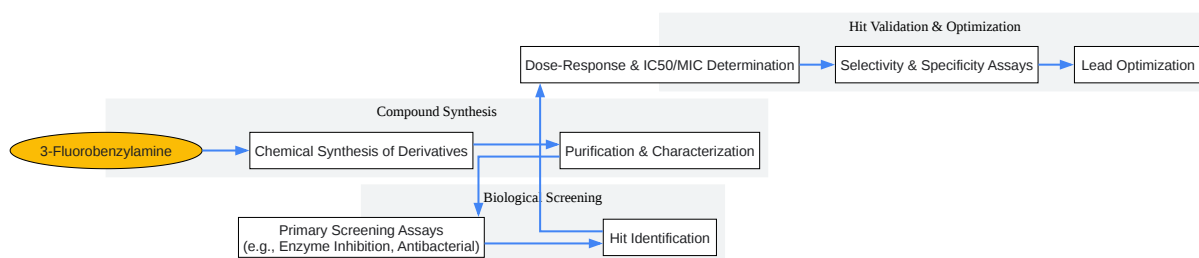 Hit Validation & Optimization
Dose-Response & IC50/MIC Determination
Selectivity & Specificity Assays
Lead Optimization
Compound Synthesis
3-Fluorobenzylamine
Chemical Synthesis of Derivatives
Purification & Characterization
Biological Screening
Primary Screening Assays
(e.g., Enzyme Inhibition, Antibacterial)
Hit Identification